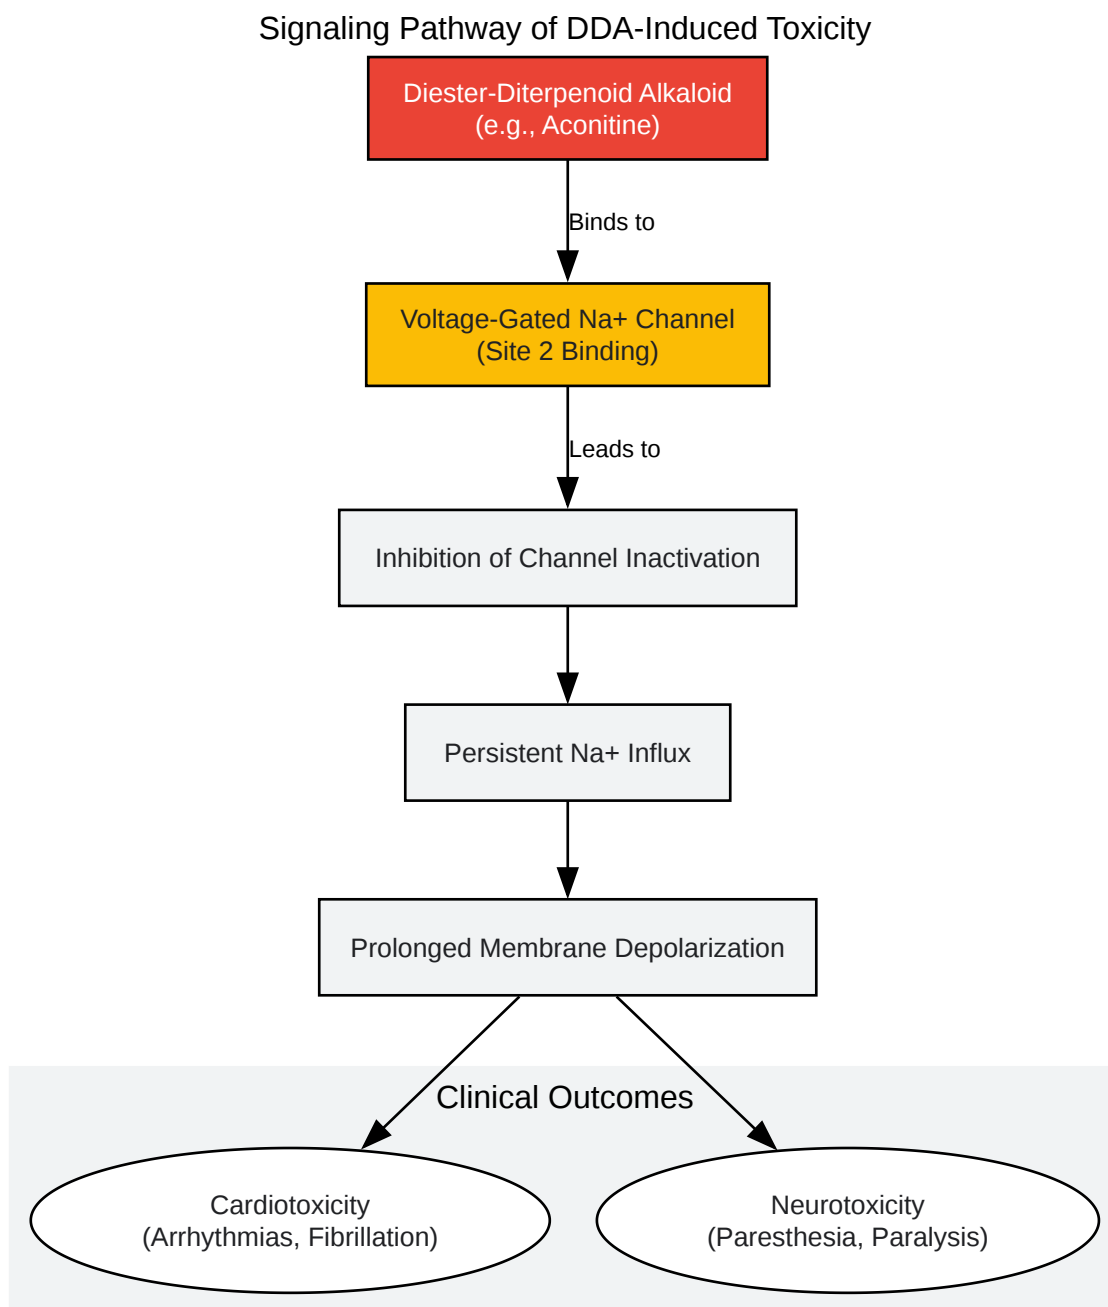 Signaling Pathway of DDA-Induced Toxicity
Diester-Diterpenoid Alkaloid
(e.g., Aconitine)
Binds to
Voltage-Gated Na+ Channel
(Site 2 Binding)
Leads to
Inhibition of Channel Inactivation
Persistent Na+ Influx
Prolonged Membrane Depolarization
Clinical Outcomes
Cardiotoxicity
(Arrhythmias, Fibrillation)
Neurotoxicity
(Paresthesia, Paralysis)